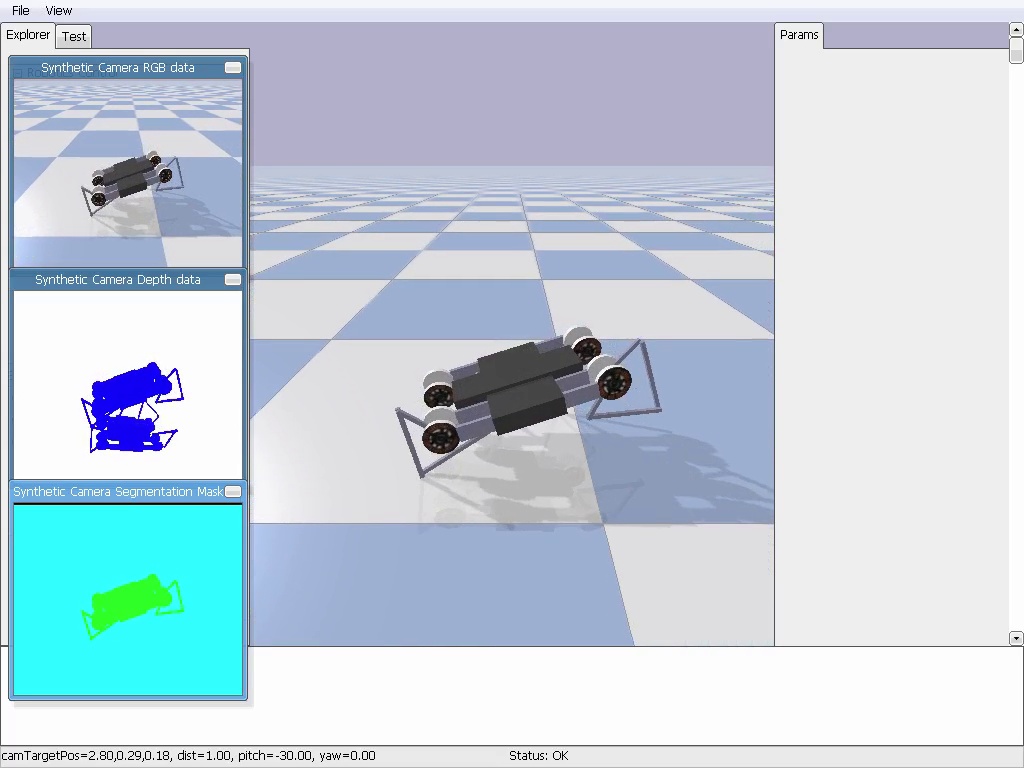 File View
Explorer Test Params
Synthetic Camera RGB data
Synthetic Camera Depth data
Synthetic Camera Segmentation Mask
camTargetPos=2.80,0.29,0.18, dist=1.00, pitch=-30.00, yaw=0.00 Status: OK